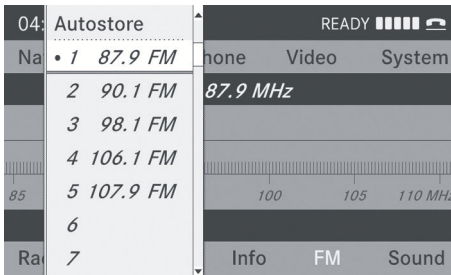 04: Autostore READY
Na • 1 87.9 FM hone Video System
2 90.1 FM 87.9 MHz
3 98.1 FM
4 106.1 FM
85 5 107.9 FM 100 105 110 MHz
6
Ra 7 Info FM Sound